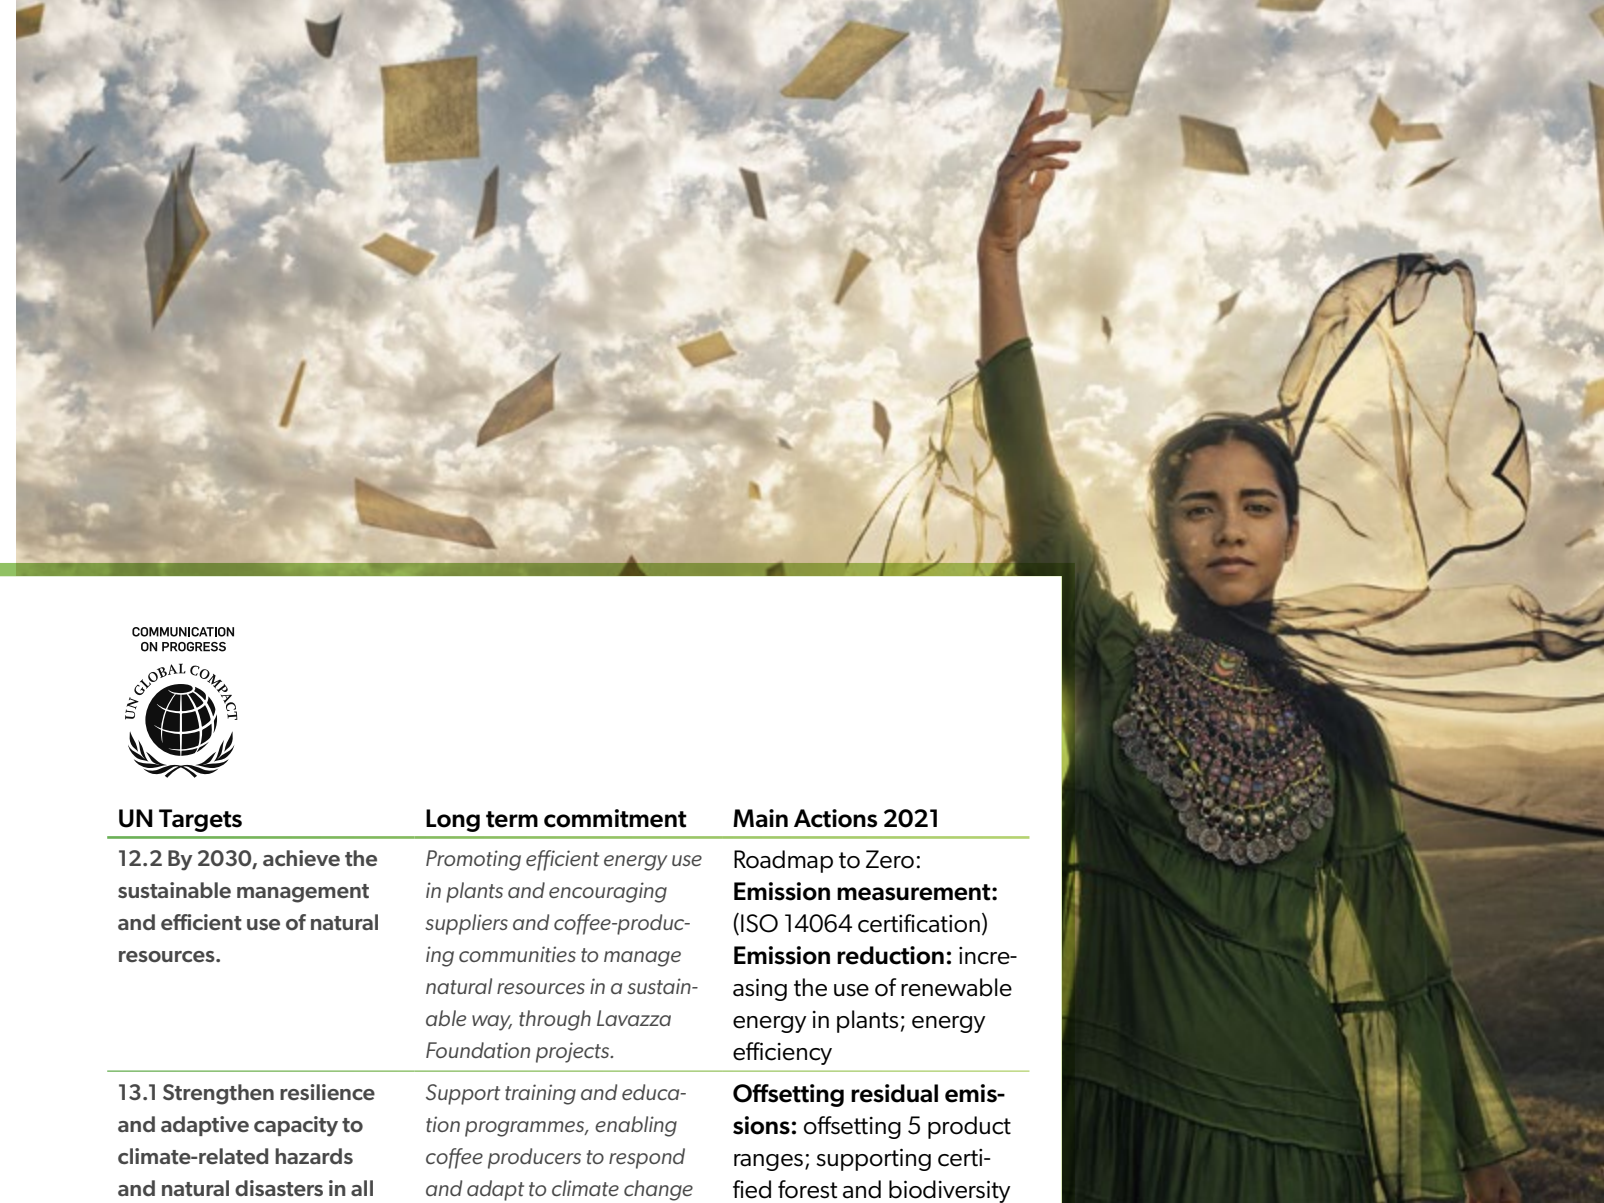 COMMUNICATION
ON PROGRESS
UN GLOBAL COMPACT
UN Targets
Long term commitment
Main Actions 2021
12.2 By 2030, achieve the
sustainable management
and efficient use of natural
resources.
Promoting efficient energy use
in plants and encouraging
suppliers and coffee-produc-
ing communities to manage
natural resources in a sustain-
able way, through Lavazza
Foundation projects.
Roadmap to Zero:
Emission measurement:
(ISO 14064 certification)
Emission reduction: incre-
asing the use of renewable
energy in plants; energy
efficiency
13.1 Strengthen resilience
and adaptive capacity to
climate-related hazards
and natural disasters in all
Support training and educa-
tion programmes, enabling
coffee producers to respond
and adapt to climate change
Offsetting residual emis-
sions: offsetting 5 product
ranges; supporting certi-
fied forest and biodiversity